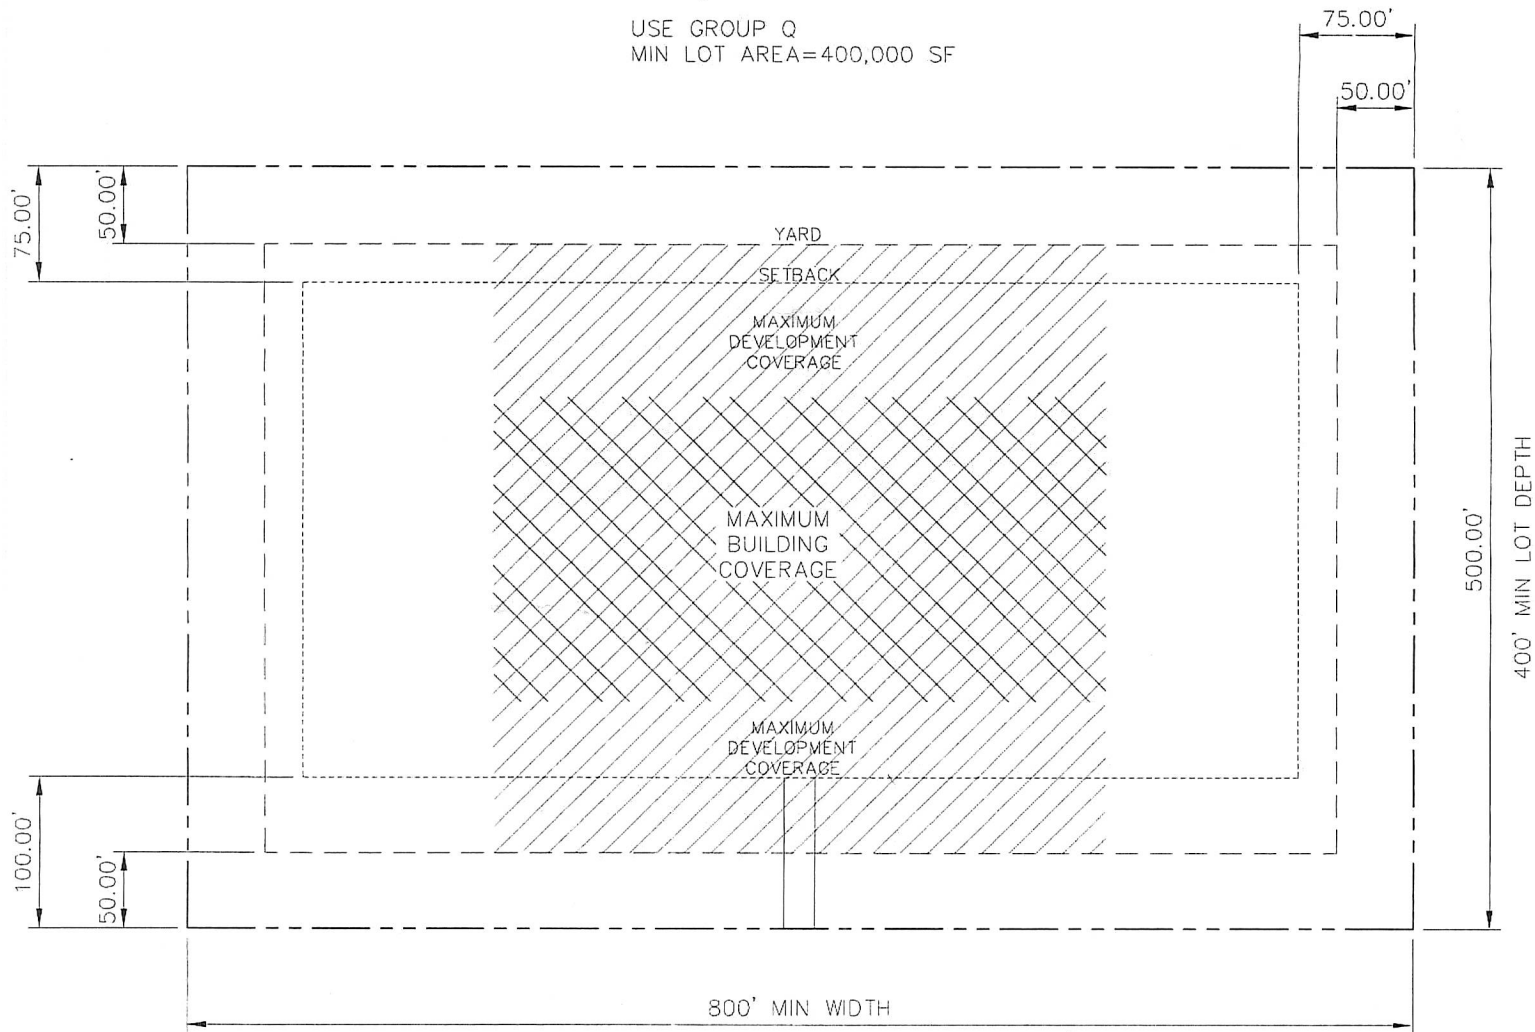 USE GROUP Q
MIN LOT AREA=400,000 SF
75.00'
50.00'
75.00'
50.00'
YARD
SETBACK
MAXIMUM
DEVELOPMENT
COVERAGE
MAXIMUM
BUILDING
COVERAGE
500.00'
400' MIN LOT DEPTH
MAXIMUM
DEVELOPMENT
COVERAGE
100.00'
50.00'
800' MIN WIDTH